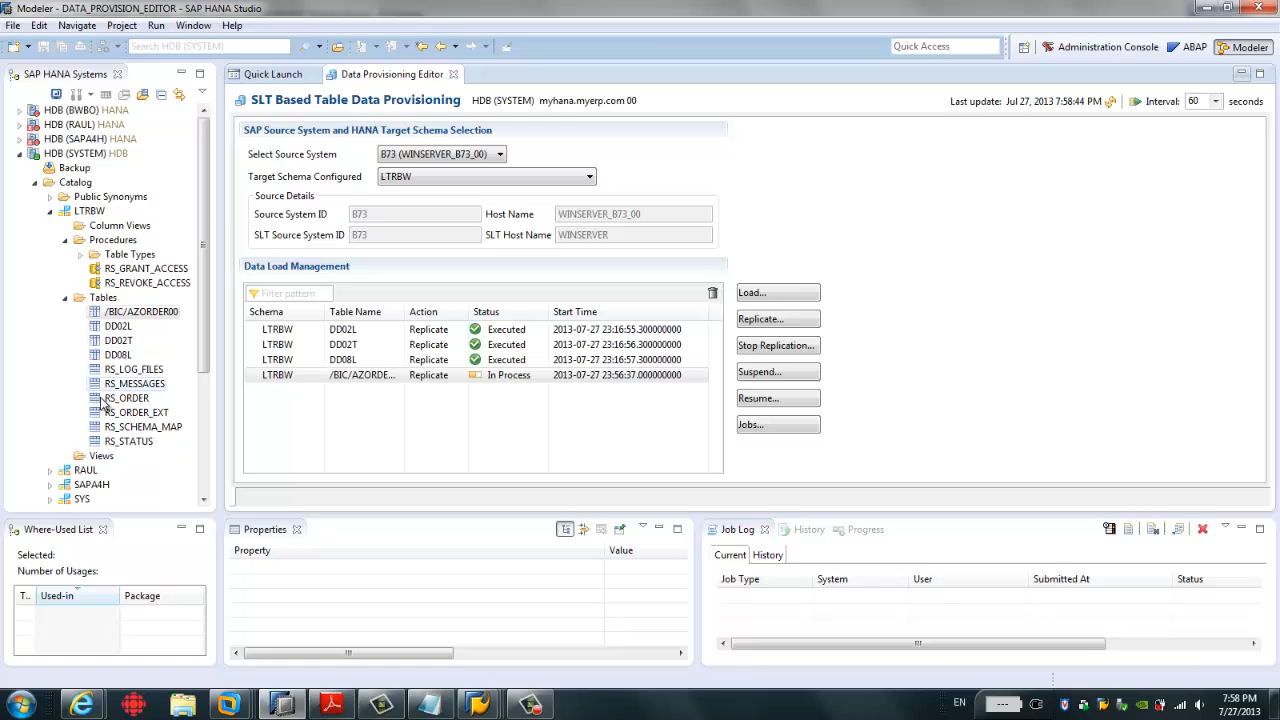 Modeler - DATA_PROVISION_EDITOR - SAP HANA Studio
File Edit Navigate Project Run Window Help
Search HDB (SYSTEM)
Quick Access
Administration Console
ABAP
Modeler
SAP HANA Systems
HDB (BWBO) HANA
HDB (RAUL) HANA
HDB (SAPA4H) HANA
HDB (SYSTEM) HDB
Backup
Catalog
Public Synonyms
LTRBW
Column Views
Procedures
Table Types
RS_GRANT_ACCESS
RS_REVOKE_ACCESS
Tables
/BIC/AZORDER00
DD02L
DD02T
DD08L
RS_LOG_FILES
RS_MESSAGES
RS_ORDER
RS_ORDER_EXT
RS_SCHEMA_MAP
RS_STATUS
Views
RAUL
SAPA4H
SYS
Quick Launch
Data Provisioning Editor
SLT Based Table Data Provisioning HDB (SYSTEM) myhana.myerp.com 00
Last update: Jul 27, 2013 7:58:44 PM
Interval: 60 seconds
SAP Source System and HANA Target Schema Selection
Select Source System B73 (WINSERVER_B73_00)
Target Schema Configured LTRBW
Source Details
Source System ID B73 Host Name WINSERVER_B73_00
SLT Source System ID B73 SLT Host Name WINSERVER
Data Load Management
Filter pattern
Schema Table Name Action Status Start Time
LTRBW DD02L Replicate Executed 2013-07-27 23:16:55.300000000
LTRBW DD02T Replicate Executed 2013-07-27 23:16:56.300000000
LTRBW DD08L Replicate Executed 2013-07-27 23:16:57.300000000
LTRBW /BIC/AZORDE... Replicate In Process 2013-07-27 23:56:37.000000000
Load...
Replicate...
Stop Replication...
Suspend...
Resume...
Jobs...
Where-Used List
Selected:
Number of Usages:
T.. Used-in Package
Properties
Property Value
Job Log History Progress
Current History
Job Type System User Submitted At Status
EN
7:58 PM
7/27/2013